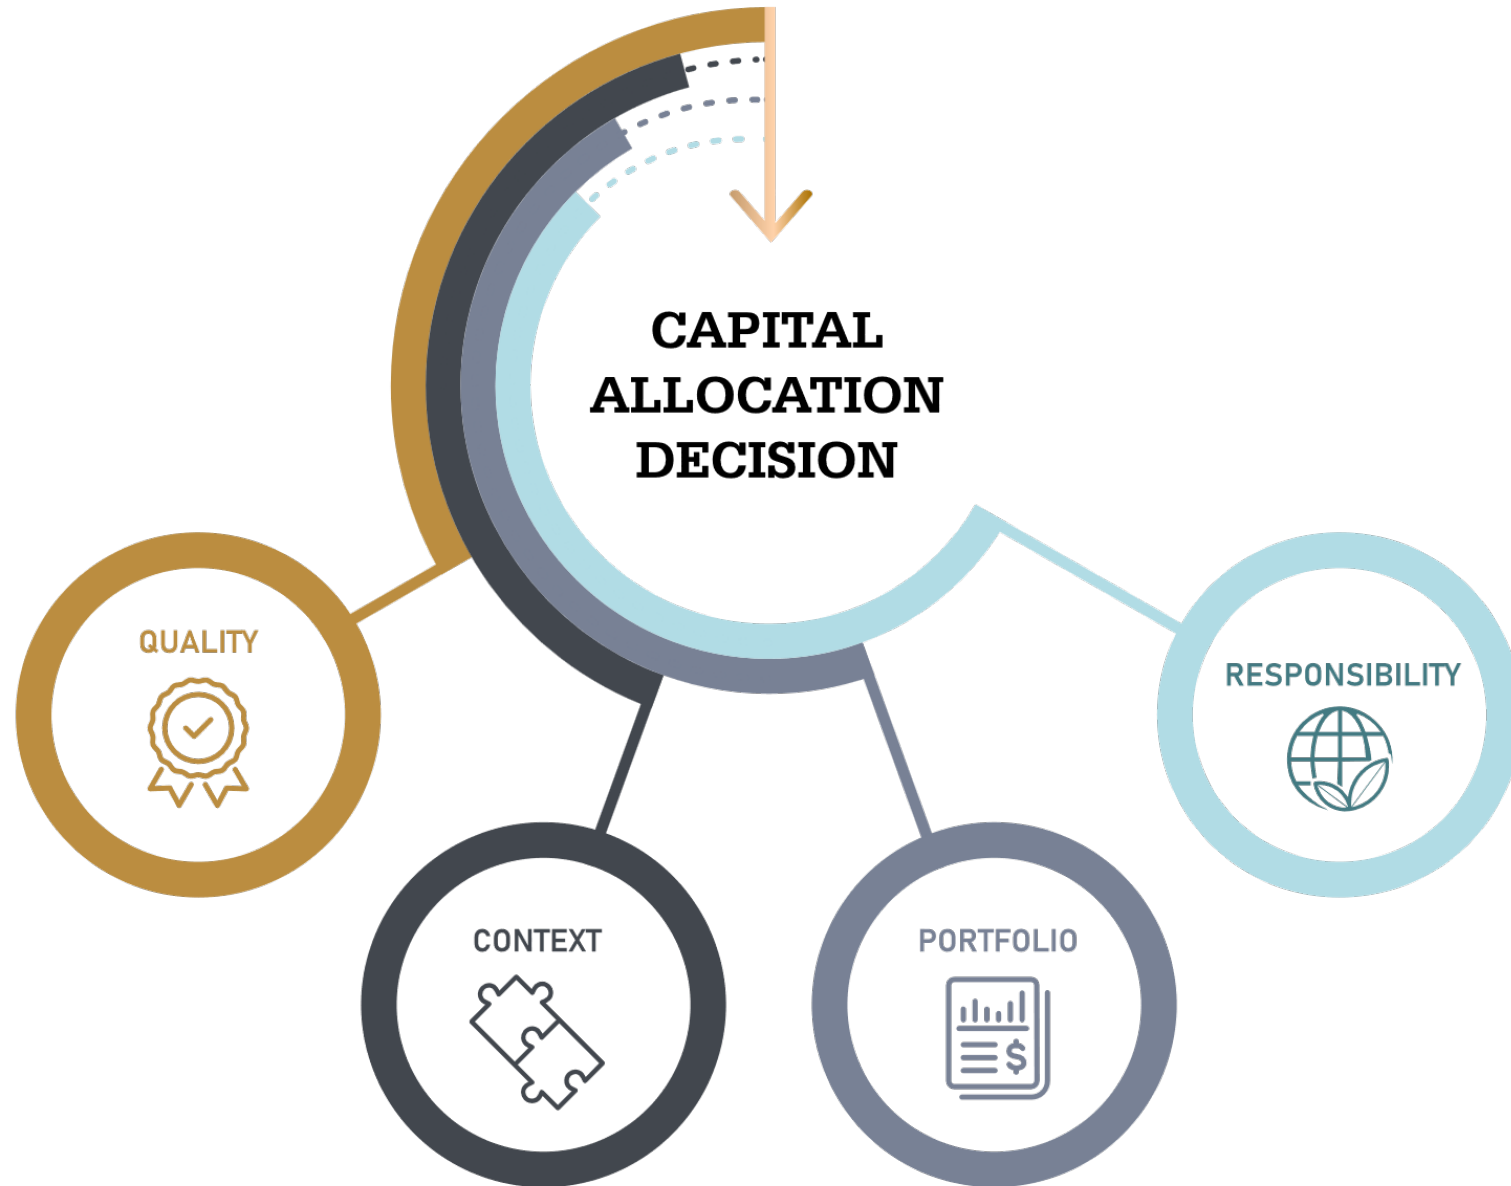 CAPITAL
ALLOCATION
DECISION
QUALITY
RESPONSIBILITY
CONTEXT
PORTFOLIO
$